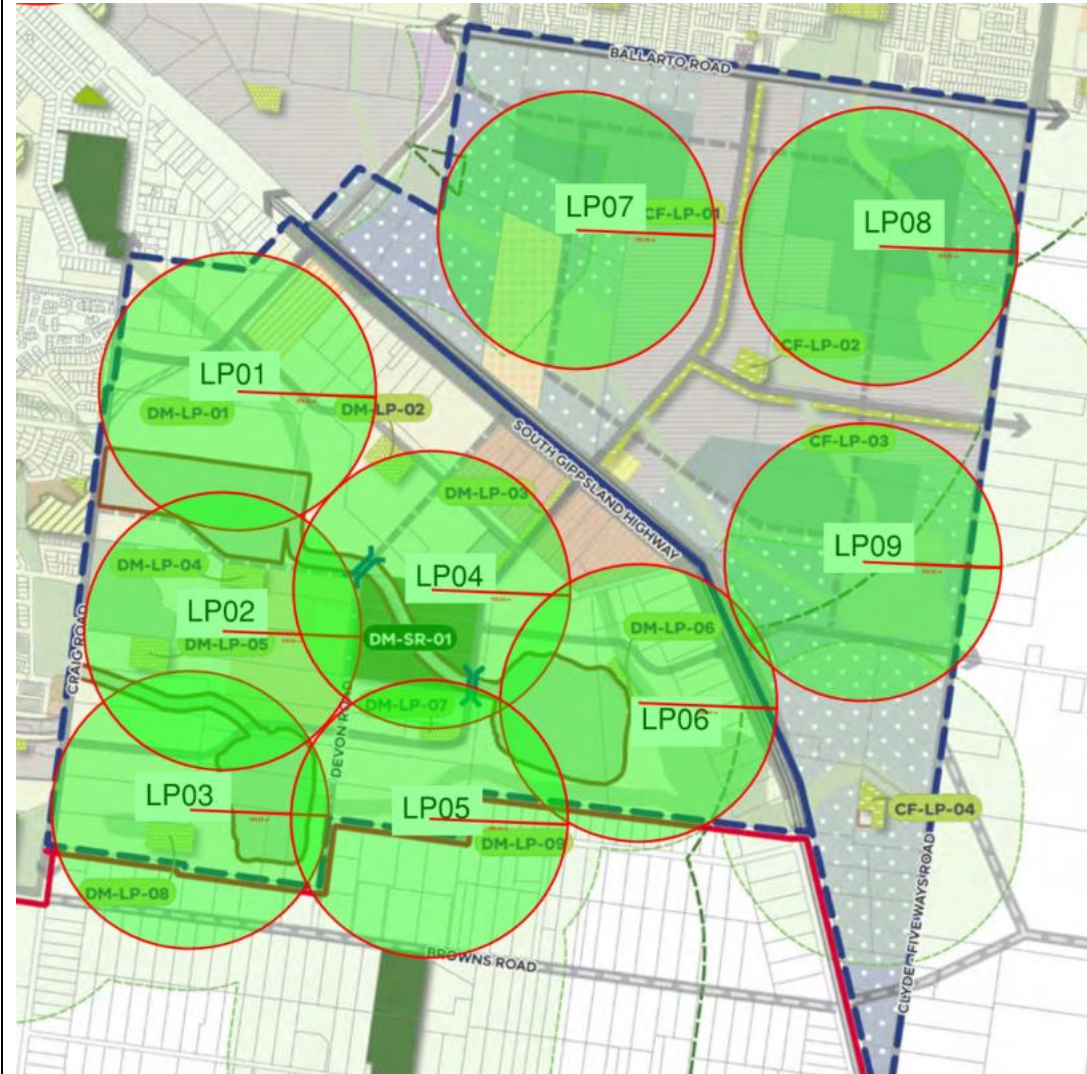 BALLARTO ROAD
LP07
CF-LP-01
LP08
CF-LP-02
LP01
DM-LP-01
DM-LP-02
CF-LP-03
SOUTH GIPPSLAND HIGHWAY
DM-LP-03
LP09
DM-LP-04
LP04
LP02
DM-LP-05
DM-SR-01
DM-LP-06
CRAIG ROAD
DM-LP-07
LP06
DEVON ROAD
LP03
LP05
CF-LP-04
DM-LP-09
DM-LP-08
BROWNS ROAD
CLYDE-FIVE WAYS ROAD